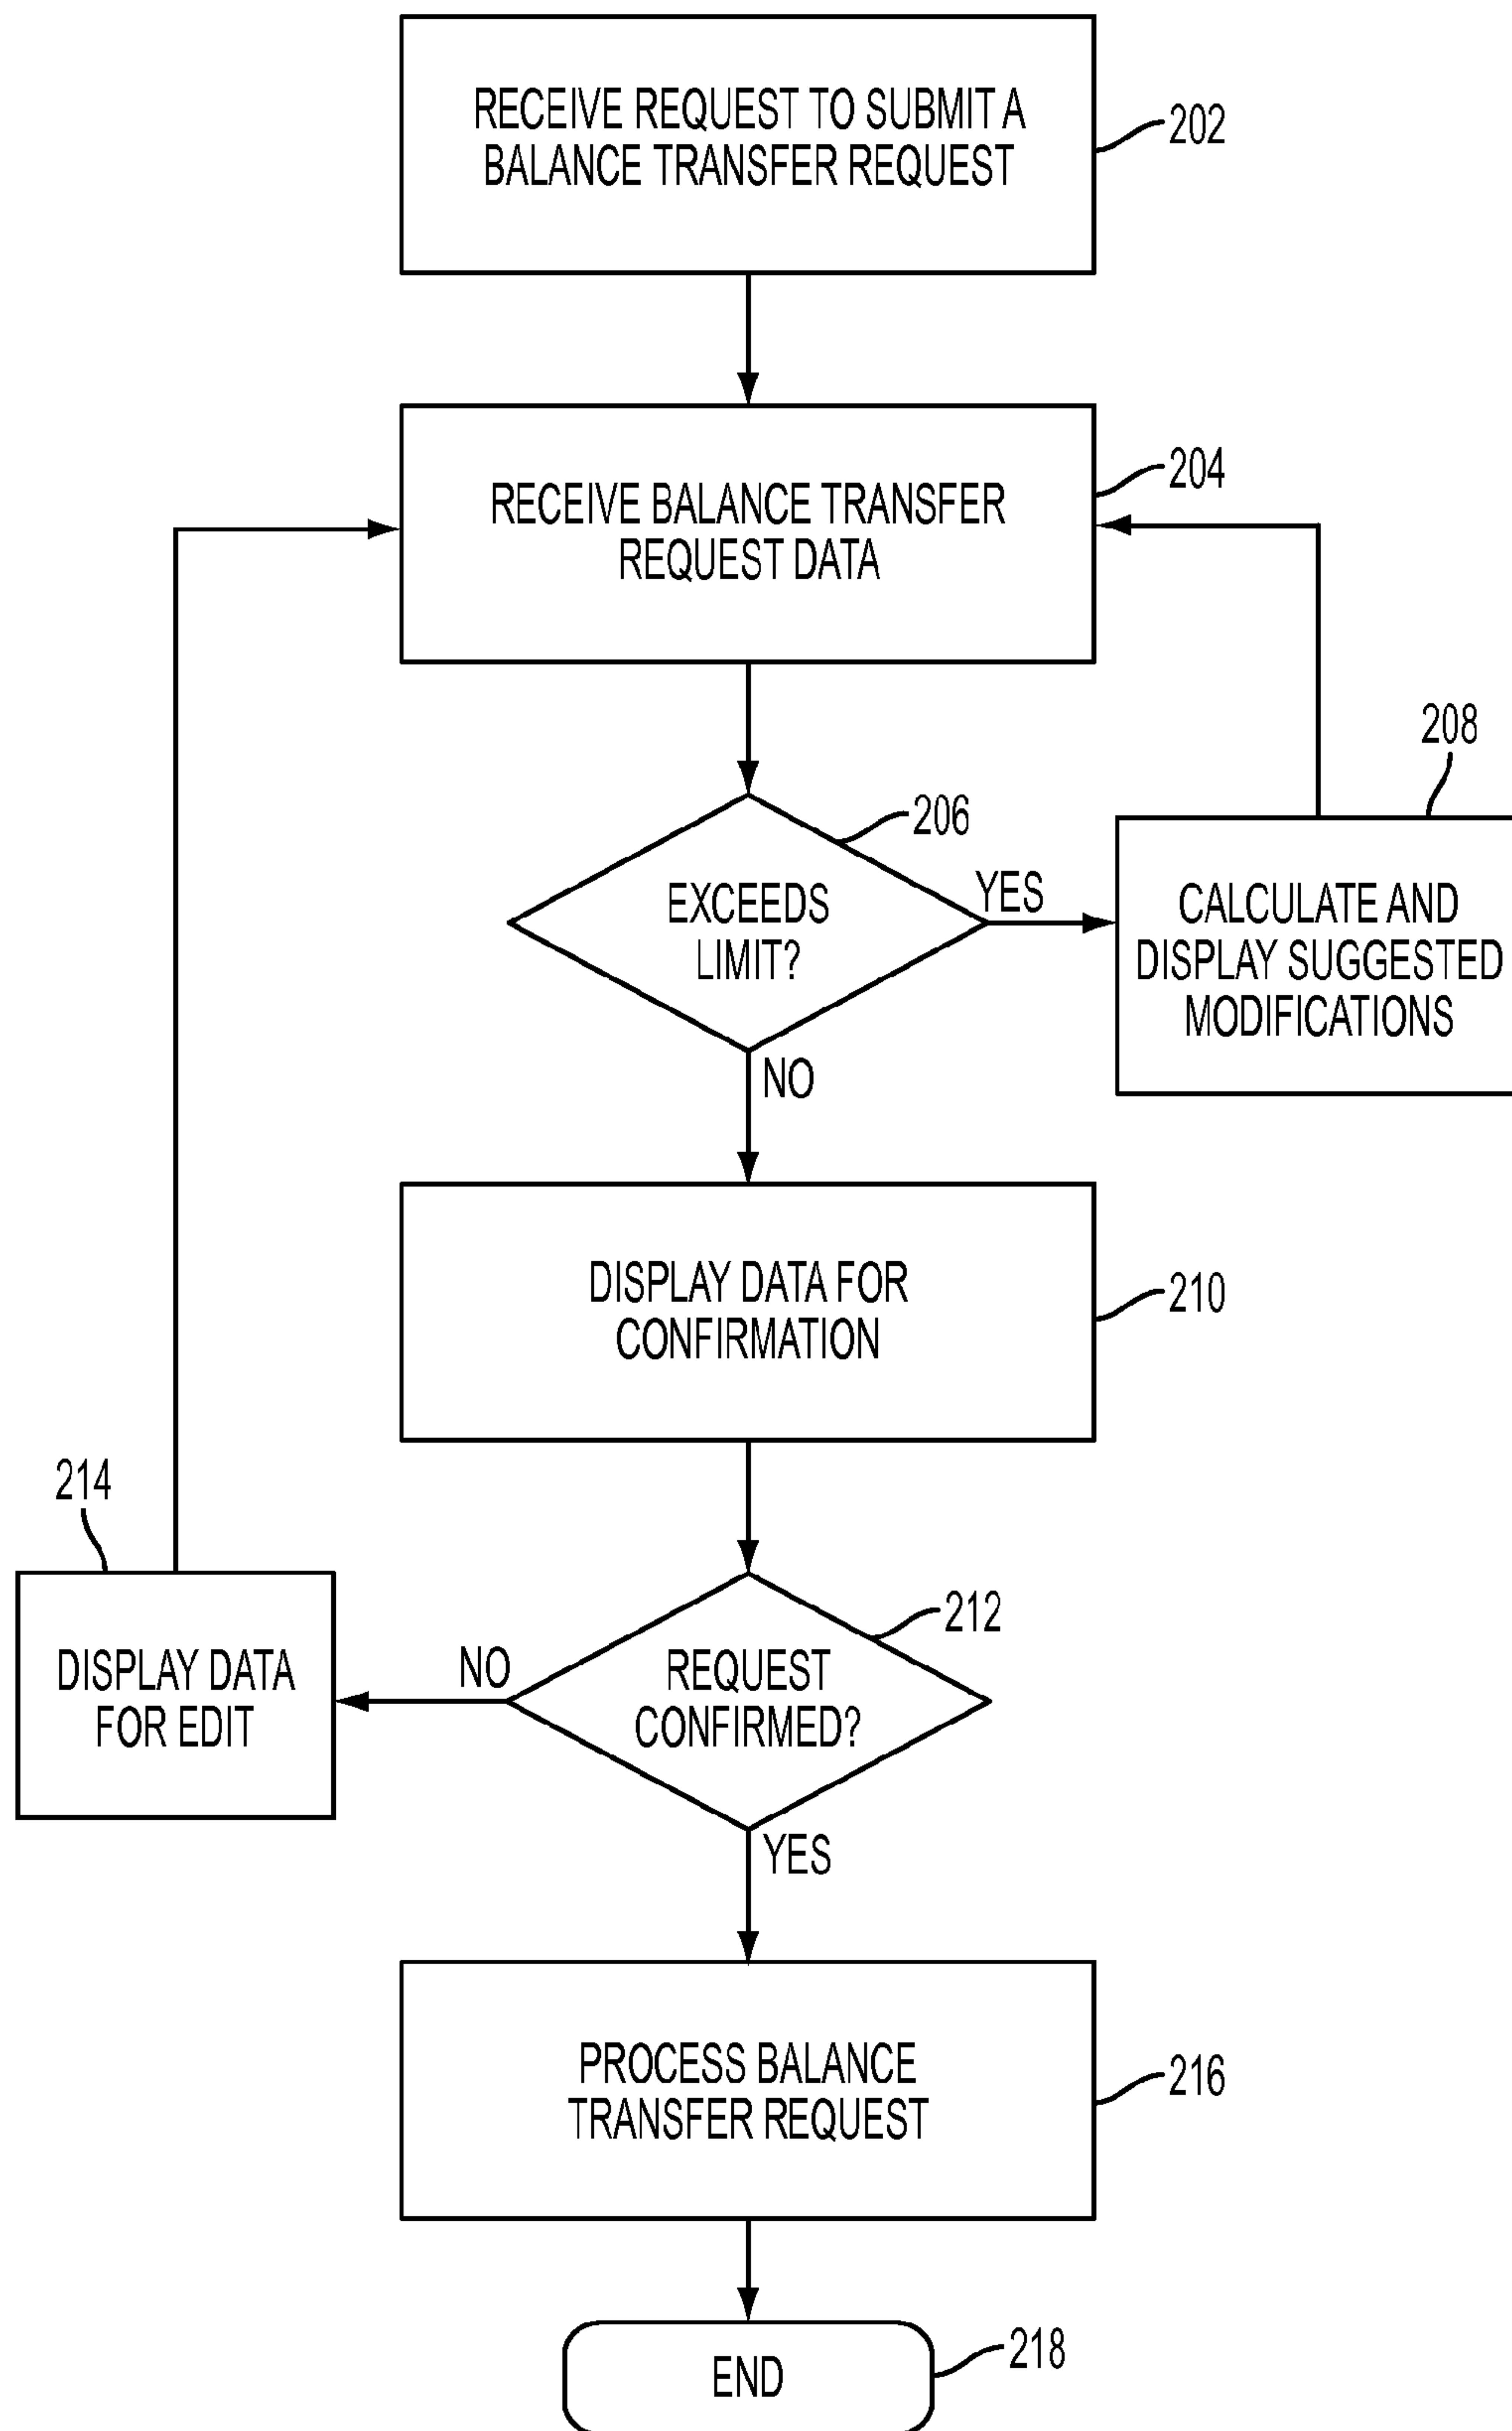 RECEIVE REQUEST TO SUBMIT A
BALANCE TRANSFER REQUEST
202
RECEIVE BALANCE TRANSFER
REQUEST DATA
204
206
EXCEEDS
LIMIT?
YES
208
CALCULATE AND
DISPLAY SUGGESTED
MODIFICATIONS
NO
DISPLAY DATA FOR
CONFIRMATION
210
212
REQUEST
CONFIRMED?
NO
214
DISPLAY DATA
FOR EDIT
YES
PROCESS BALANCE
TRANSFER REQUEST
216
END
218